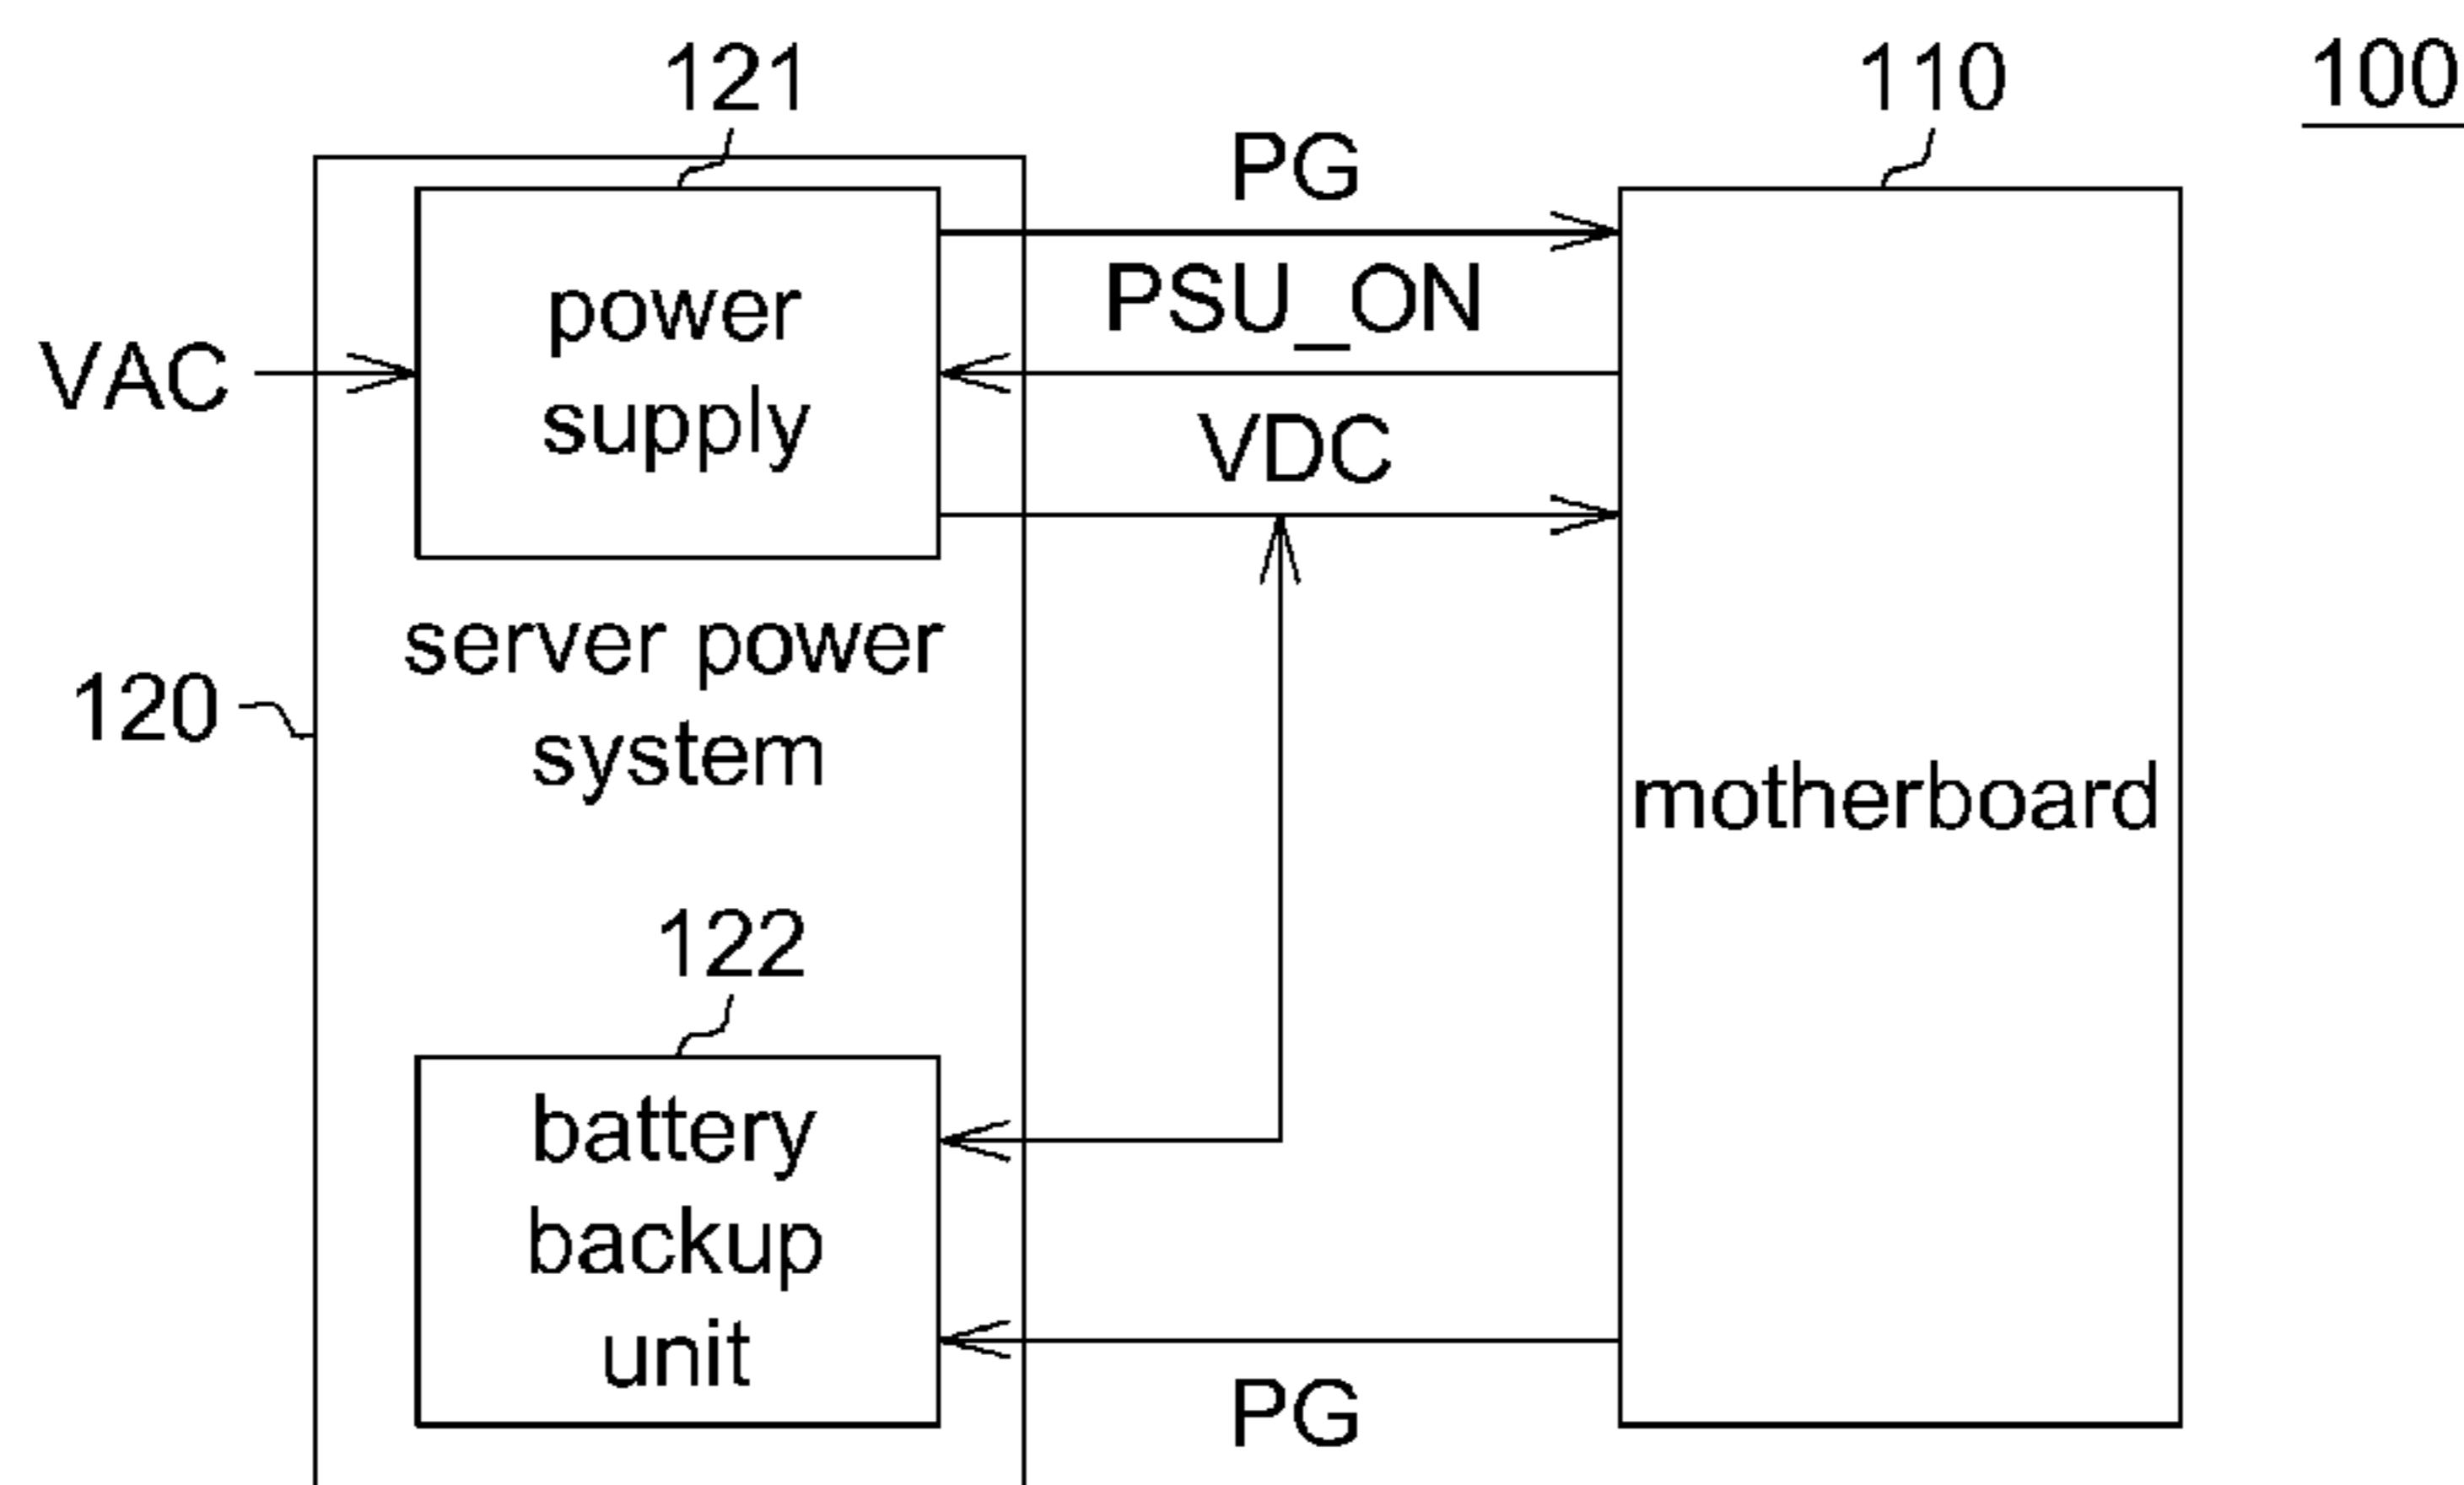 121
110
100
PG
PSU_ON
power
supply
VAC
VDC
server power
system
120
motherboard
122
battery
backup
unit
PG